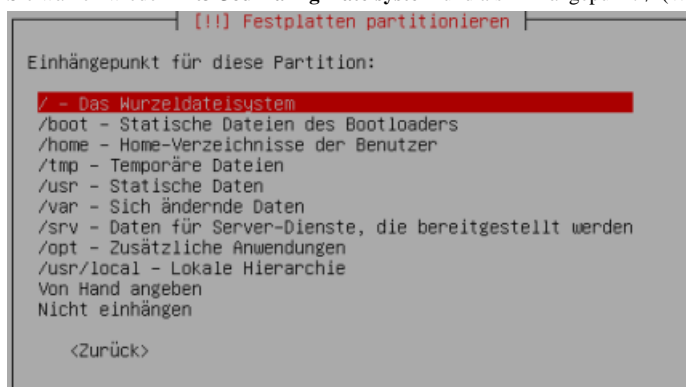 [!!] Festplatten partitionieren
Einhängepunkt für diese Partition:
/ - Das Wurzeldateisystem
/boot - Statische Dateien des Bootloaders
/home - Home-Verzeichnisse der Benutzer
/tmp - Temporäre Dateien
/usr - Statische Daten
/var - Sich ändernde Daten
/srv - Daten für Server-Dienste, die bereitgestellt werden
/opt - Zusätzliche Anwendungen
/usr/local - Lokale Hierarchie
Von Hand angeben
Nicht einhängen
<Zurück>